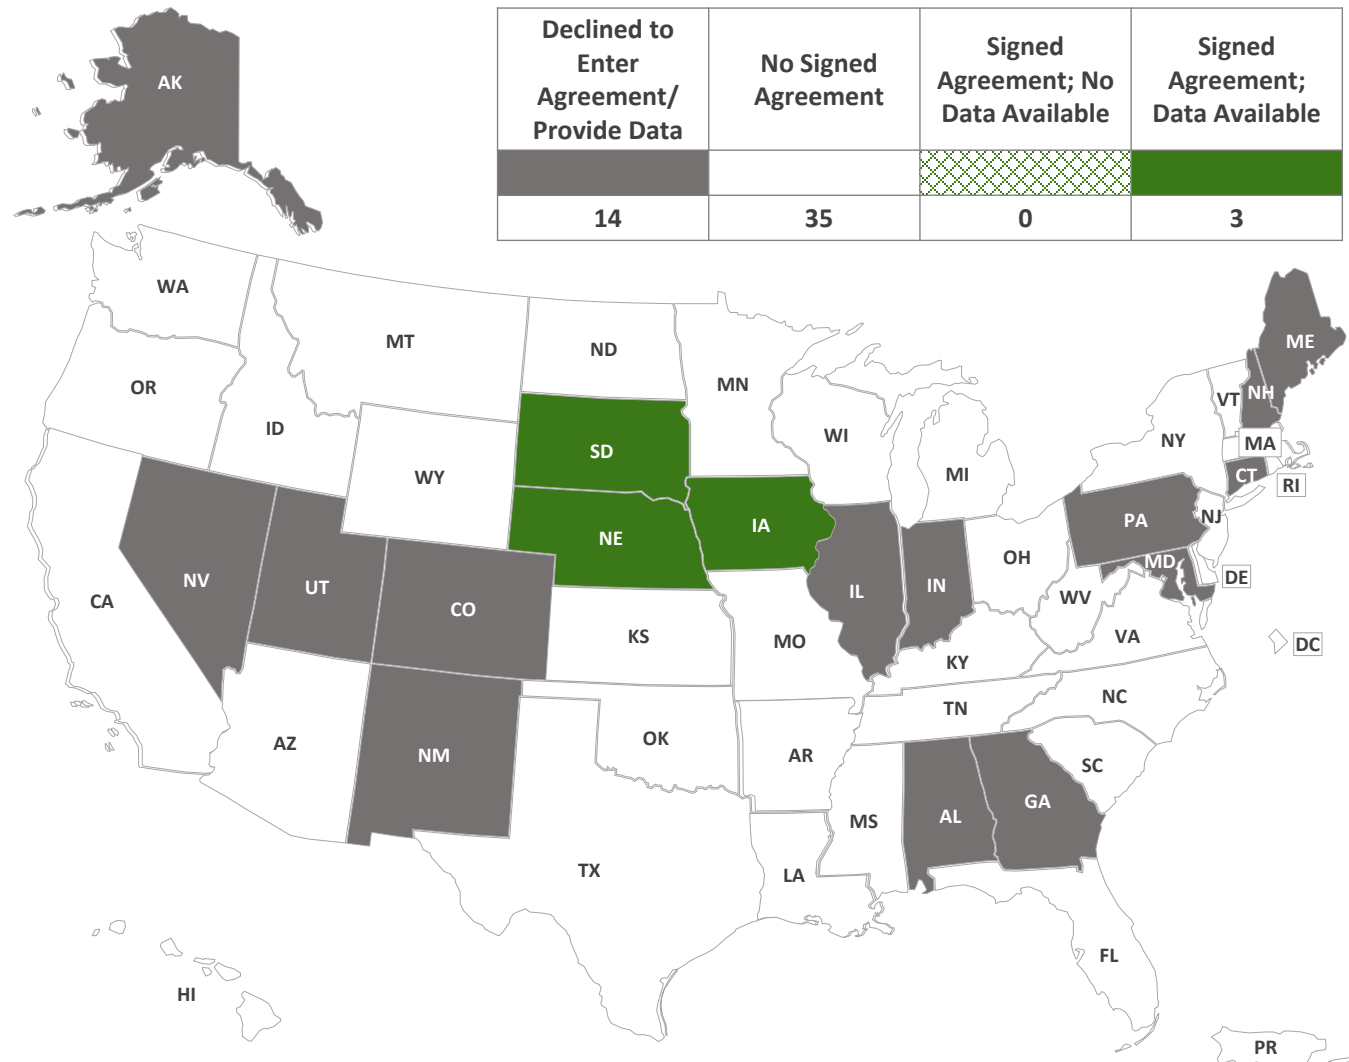 Declined to
Enter
Agreement/
Provide Data
No Signed
Agreement
Signed
Agreement; No
Data Available
Signed
Agreement;
Data Available
14
35
0
3
AK
WA
MT
ND
MN
ME
OR
ID
WY
SD
WI
MI
NY
VT
NH
MA
CT
RI
NE
IA
PA
NJ
NV
UT
CO
CA
KS
MO
IL
IN
OH
WV
MD
DE
VA
DC
KY
AZ
NM
OK
AR
TN
NC
SC
MS
AL
GA
TX
LA
FL
HI
PR